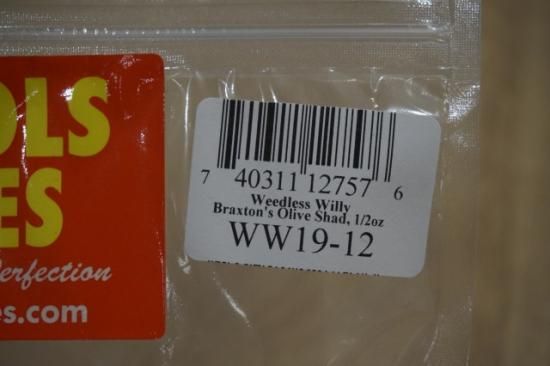 OLS
ES
erfection
es.com
7 40311 12757 6
Weedless Willy
Braxton's Olive Shad, 1/2oz
WW19-12